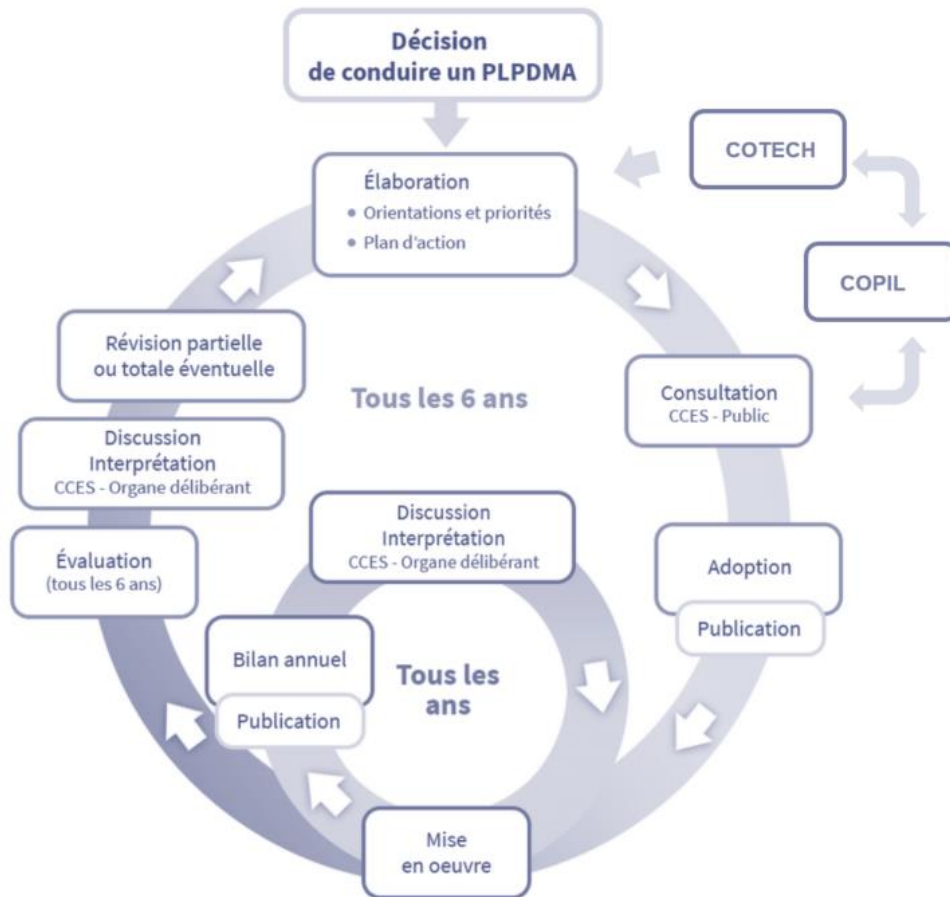 Décision
de conduire un PLPDMA
COTECH
Élaboration
• Orientations et priorités
• Plan d'action
COPIL
Révision partielle
ou totale éventuelle
Tous les 6 ans
Consultation
CCES - Public
Discussion
Interprétation
CCES - Organe délibérant
Discussion
Interprétation
CCES - Organe délibérant
Évaluation
(tous les 6 ans)
Adoption
Publication
Bilan annuel
Publication
Tous les
ans
Mise
en oeuvre